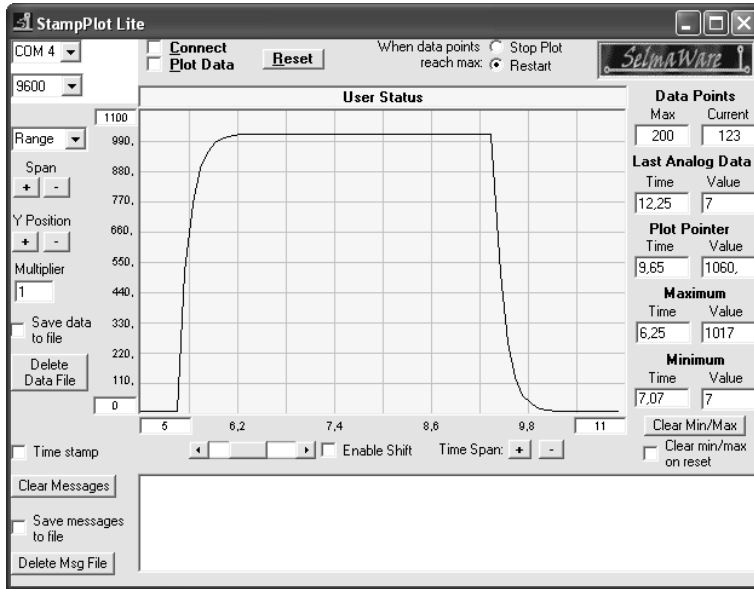 StampPlot Lite
COM 4
9600
Connect
Plot Data
Reset
When data points
reach max:
Stop Plot
Restart
SelmaWare
Range
Span
+ -
Y Position
+ -
Multiplier
1
Save data
to file
Delete
Data File
User Status
1100
990,
880,
770,
660,
550,
440,
330,
220,
110,
0
5 6,2 7,4 8,6 9,8 11
Data Points
Max Current
200 123
Last Analog Data
Time Value
12,25 7
Plot Pointer
Time Value
9,65 1060,
Maximum
Time Value
6,25 1017
Minimum
Time Value
7,07 7
Clear Min/Max
Clear min/max
on reset
Enable Shift
Time Span: + -
Time stamp
Clear Messages
Save messages
to file
Delete Msg File